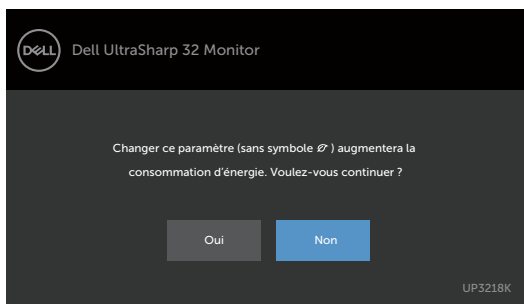 DELL Dell UltraSharp 32 Monitor
Changer ce paramètre (sans symbole ) augmentera la
consommation d'énergie. Voulez-vous continuer ?
Oui Non
UP3218K